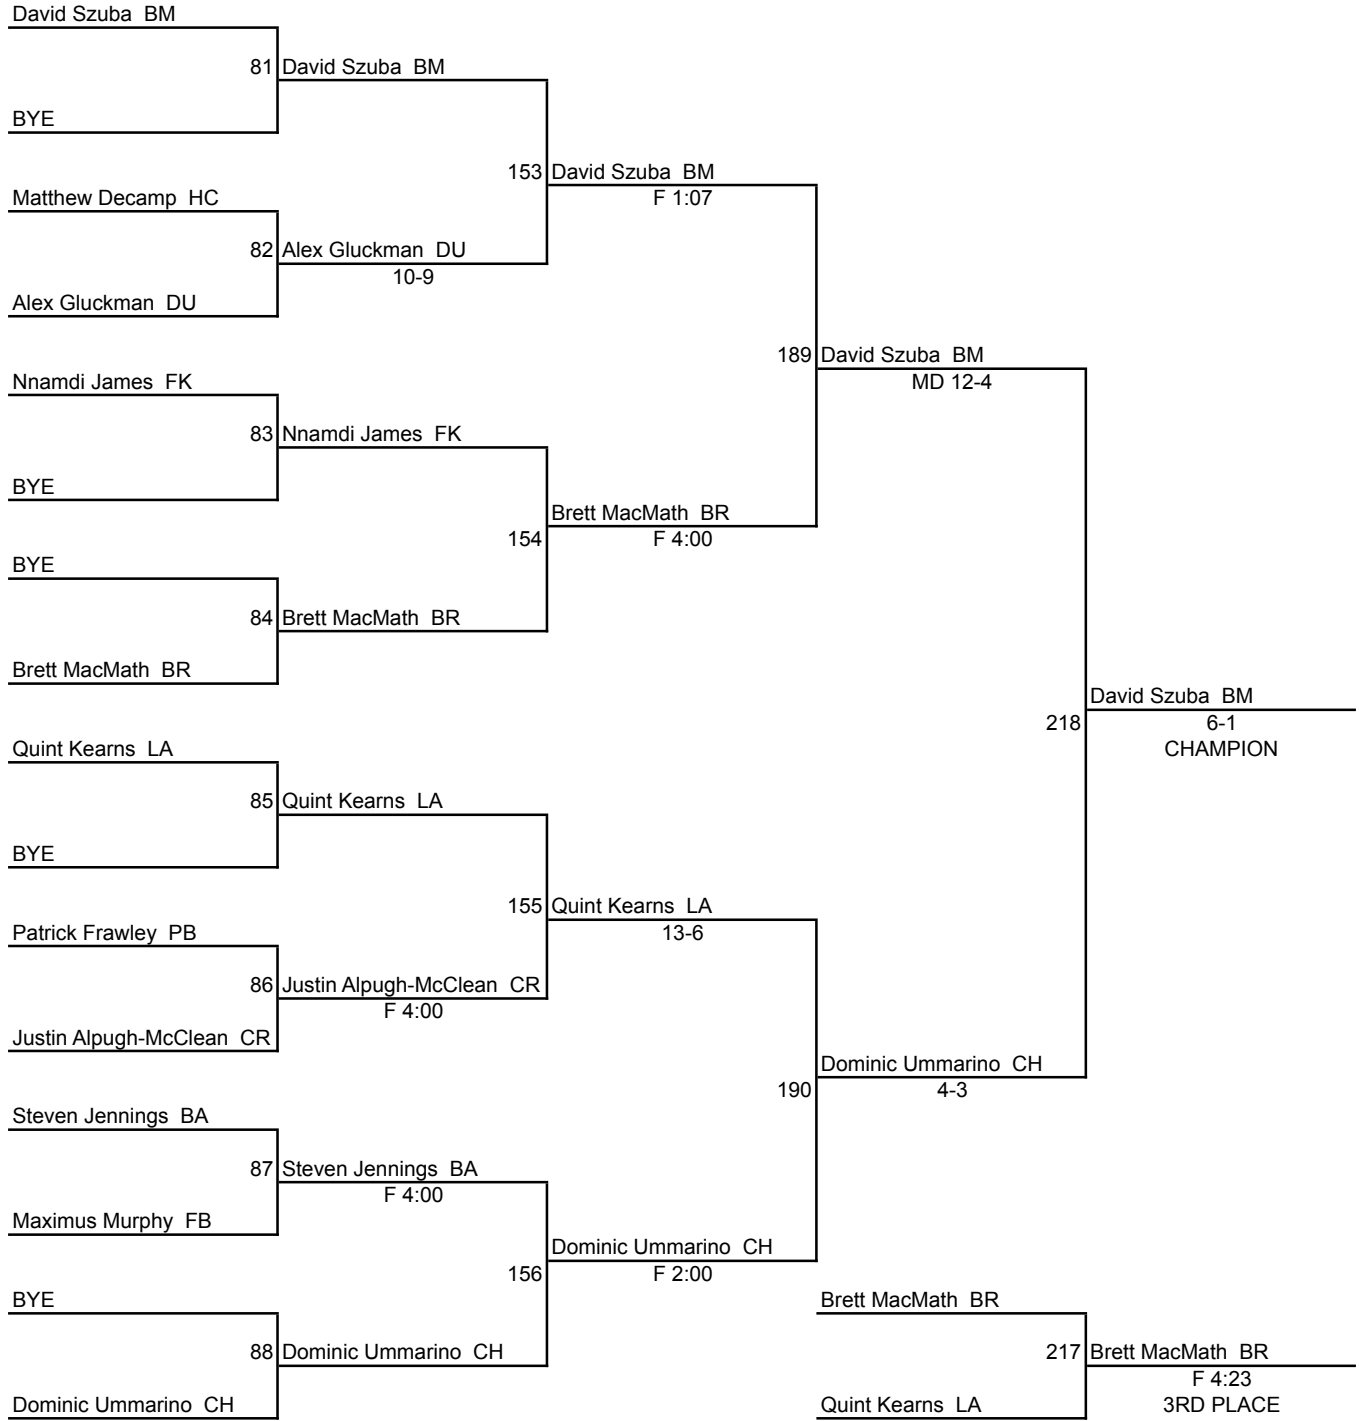 David Szuba  BM
81 David Szuba  BM
BYE
153 David Szuba  BM
F 1:07
Matthew Decamp  HC
82 Alex Gluckman  DU
10-9
Alex Gluckman  DU
189 David Szuba  BM
MD 12-4
Nnamdi James  FK
83 Nnamdi James  FK
BYE
Brett MacMath  BR
154 F 4:00
BYE
84 Brett MacMath  BR
Brett MacMath  BR
David Szuba  BM
218 6-1
CHAMPION
Quint Kearns  LA
85 Quint Kearns  LA
BYE
155 Quint Kearns  LA
13-6
Patrick Frawley  PB
86 Justin Alpugh-McClean  CR
F 4:00
Justin Alpugh-McClean  CR
Dominic Ummarino  CH
190 4-3
Steven Jennings  BA
87 Steven Jennings  BA
F 4:00
Maximus Murphy  FB
Dominic Ummarino  CH
156 F 2:00
BYE
88 Dominic Ummarino  CH
Dominic Ummarino  CH
Brett MacMath  BR
217 Brett MacMath  BR
F 4:23
Quint Kearns  LA
3RD PLACE